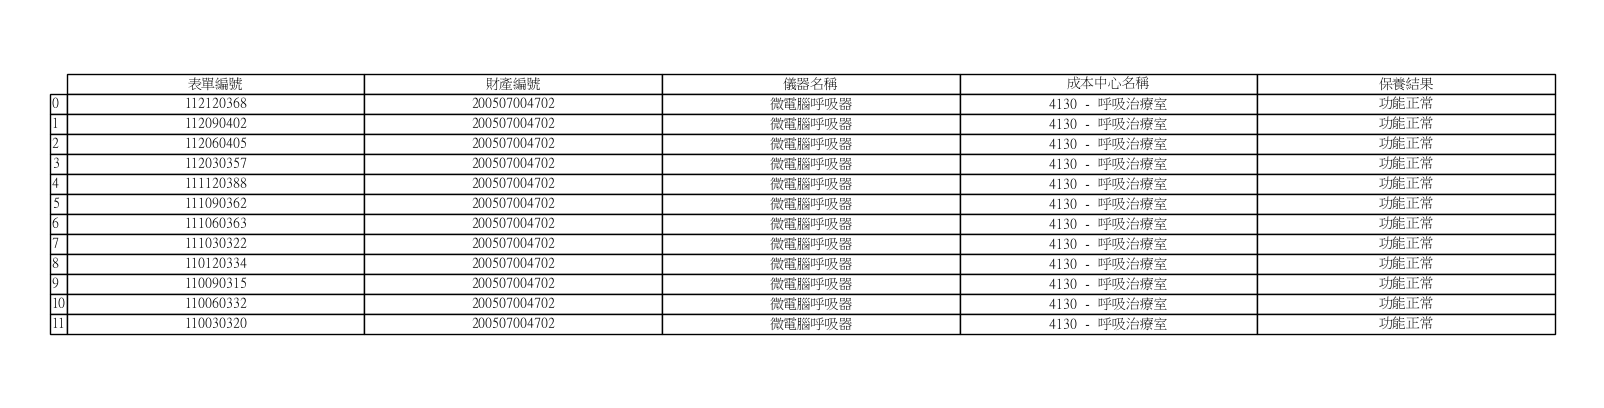 表單編號 財產編號 儀器名稱 成本中心名稱 保養結果
0 112120368 200507004702 微電腦呼吸器 4130 - 呼吸治療室 功能正常
1 112090402 200507004702 微電腦呼吸器 4130 - 呼吸治療室 功能正常
2 112060405 200507004702 微電腦呼吸器 4130 - 呼吸治療室 功能正常
3 112030357 200507004702 微電腦呼吸器 4130 - 呼吸治療室 功能正常
4 111120388 200507004702 微電腦呼吸器 4130 - 呼吸治療室 功能正常
5 111090362 200507004702 微電腦呼吸器 4130 - 呼吸治療室 功能正常
6 111060363 200507004702 微電腦呼吸器 4130 - 呼吸治療室 功能正常
7 111030322 200507004702 微電腦呼吸器 4130 - 呼吸治療室 功能正常
8 110120334 200507004702 微電腦呼吸器 4130 - 呼吸治療室 功能正常
9 110090315 200507004702 微電腦呼吸器 4130 - 呼吸治療室 功能正常
10 110060332 200507004702 微電腦呼吸器 4130 - 呼吸治療室 功能正常
11 110030320 200507004702 微電腦呼吸器 4130 - 呼吸治療室 功能正常